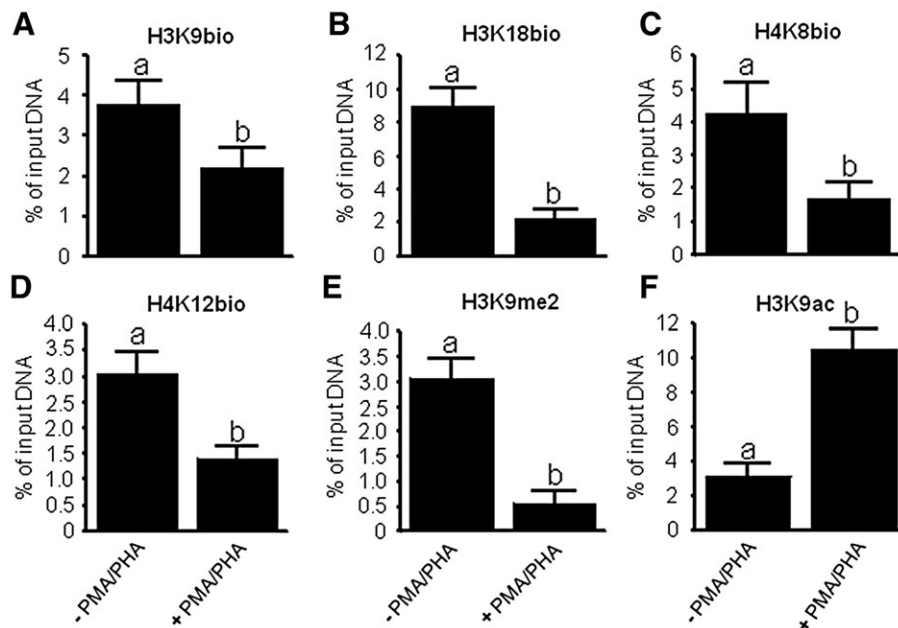 A
H3K9bio
% of input DNA
5
4
3
2
1
0
a
b
B
H3K18bio
% of input DNA
12
10
8
6
4
2
0
a
b
C
H4K8bio
% of input DNA
6
5
4
3
2
1
0
a
b
D
H4K12bio
% of input DNA
4.0
3.5
3.0
2.5
2.0
1.5
1.0
0.5
0
a
b
- PMA/PHA
+ PMA/PHA
E
H3K9me2
% of input DNA
4.0
3.5
3.0
2.5
2.0
1.5
1.0
0.5
0
a
b
- PMA/PHA
+ PMA/PHA
F
H3K9ac
% of input DNA
12
10
8
6
4
2
0
a
b
- PMA/PHA
+ PMA/PHA